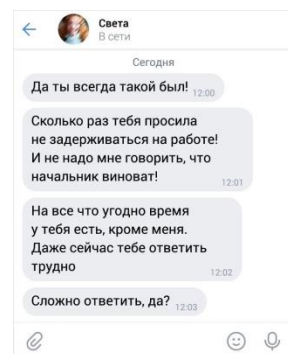 Света
В сети
Сегодня
Да ты всегда такой был! 12:00
Сколько раз тебя просила
не задерживаться на работе!
И не надо мне говорить, что
начальник виноват! 12:01
На все что угодно время
у тебя есть, кроме меня.
Даже сейчас тебе ответить
трудно 12:02
Сложно ответить, да? 12:03